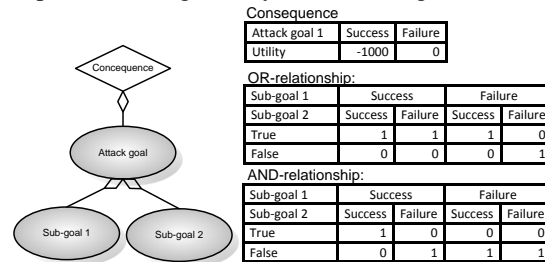 Consequence
Attack goal 1 Success Failure
Utility -1000 0
OR-relationship:
Sub-goal 1 Success Failure
Sub-goal 2 Success Failure Success Failure
True 1 1 1 0
False 0 0 0 1
AND-relationship:
Sub-goal 1 Success Failure
Sub-goal 2 Success Failure Success Failure
True 1 0 0 0
False 0 1 1 1
Concequence
Attack goal
Sub-goal 1 Sub-goal 2